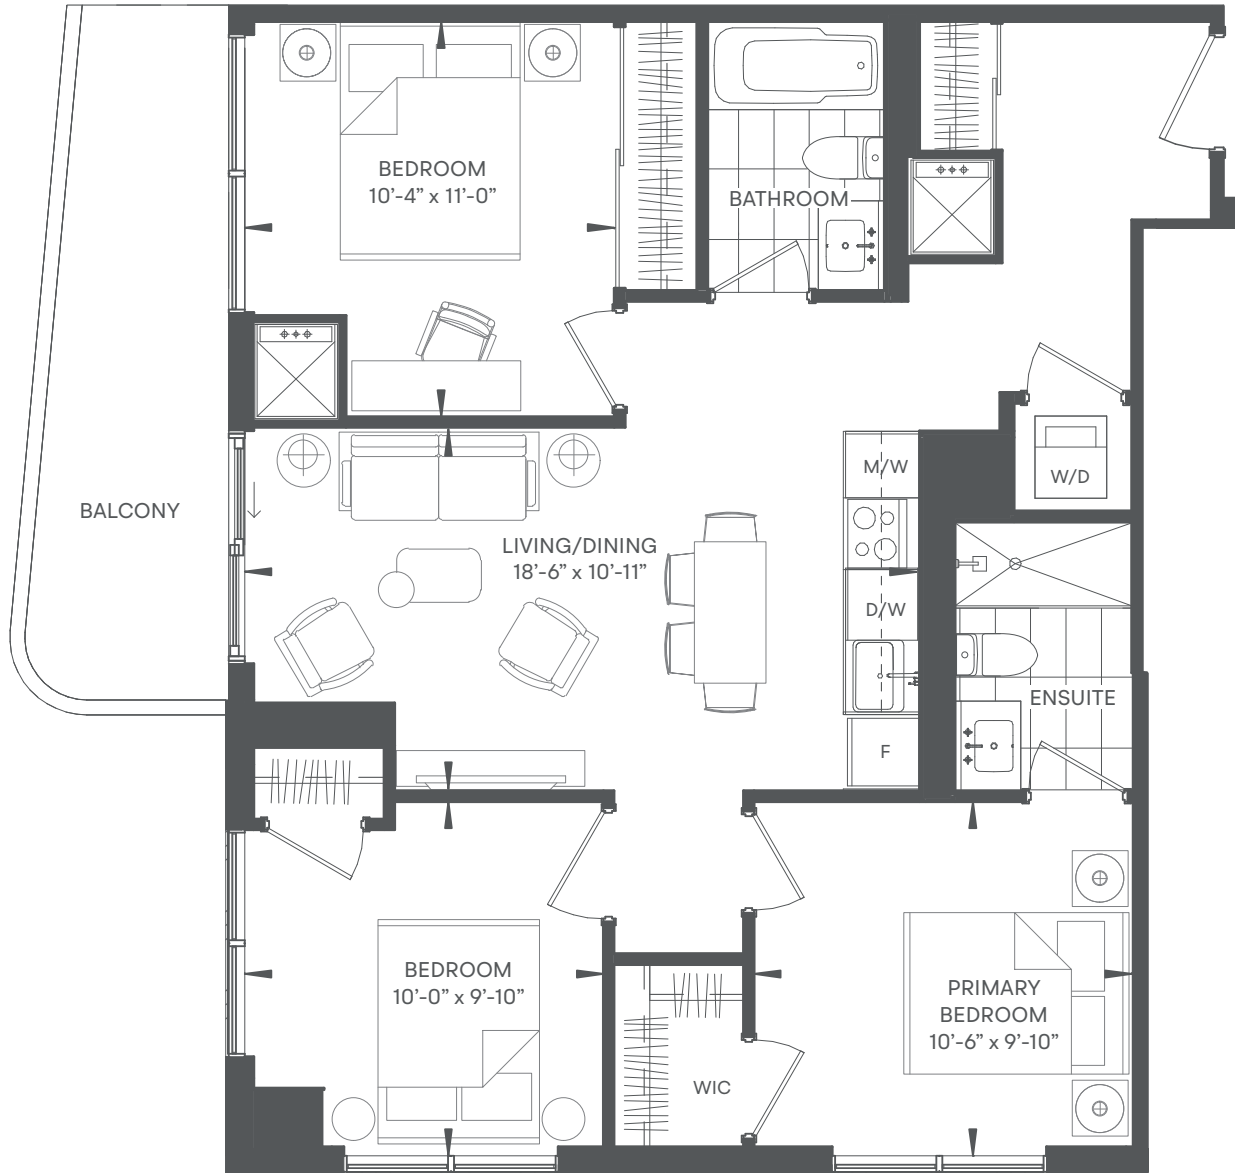 BEDROOM
10’-4” x 11’-0”
BATHROOM
BALCONY
M/W
W/D
LIVING/DINING
18’-6” x 10’-11”
D/W
ENSUITE
F
BEDROOM
10’-0” x 9’-10”
PRIMARY
BEDROOM
10’-6” x 9’-10”
WIC